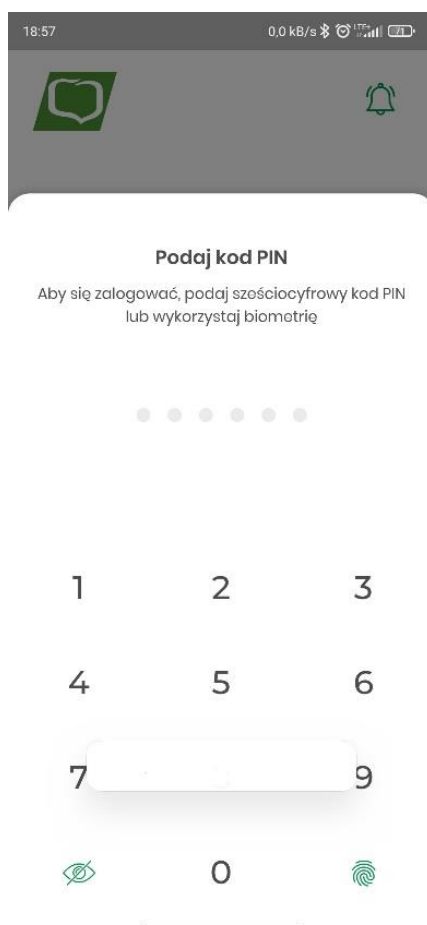 18:57
0,0 kB/s 71
Podaj kod PIN
Aby się zalogować, podaj sześciocyfrowy kod PIN
lub wykorzystaj biometrię
1 2 3
4 5 6
7 9
0